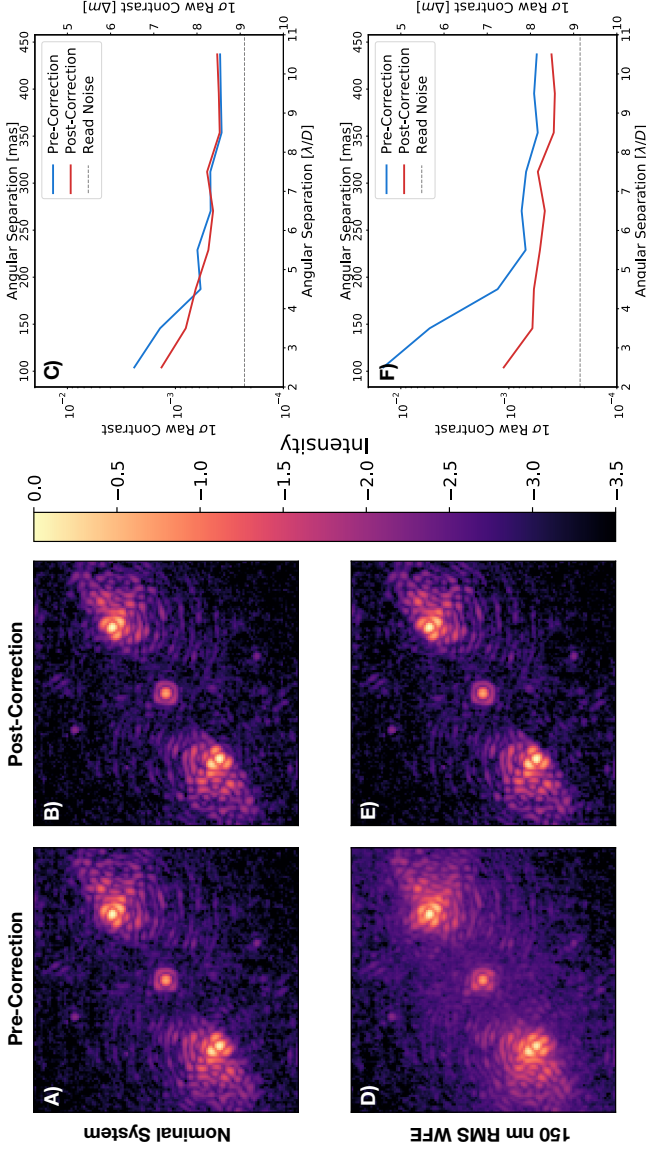 Pre-Correction
Post-Correction
Nominal System
150 nm RMS WFE
A)
B)
D)
E)
0.0
−0.5
−1.0
−1.5
−2.0
−2.5
−3.0
−3.5
Intensity
Angular Separation [mas]
100 150 200 250 300 350 400 450
C)
Pre-Correction
Post-Correction
Read Noise
1σ Raw Contrast
10⁻²
10⁻³
10⁻⁴
1σ Raw Contrast [Δm]
5
6
7
8
9
10
2 3 4 5 6 7 8 9 10 11
Angular Separation [λ/D]
Angular Separation [mas]
100 150 200 250 300 350 400 450
F)
Pre-Correction
Post-Correction
Read Noise
1σ Raw Contrast
10⁻²
10⁻³
10⁻⁴
1σ Raw Contrast [Δm]
5
6
7
8
9
10
2 3 4 5 6 7 8 9 10 11
Angular Separation [λ/D]